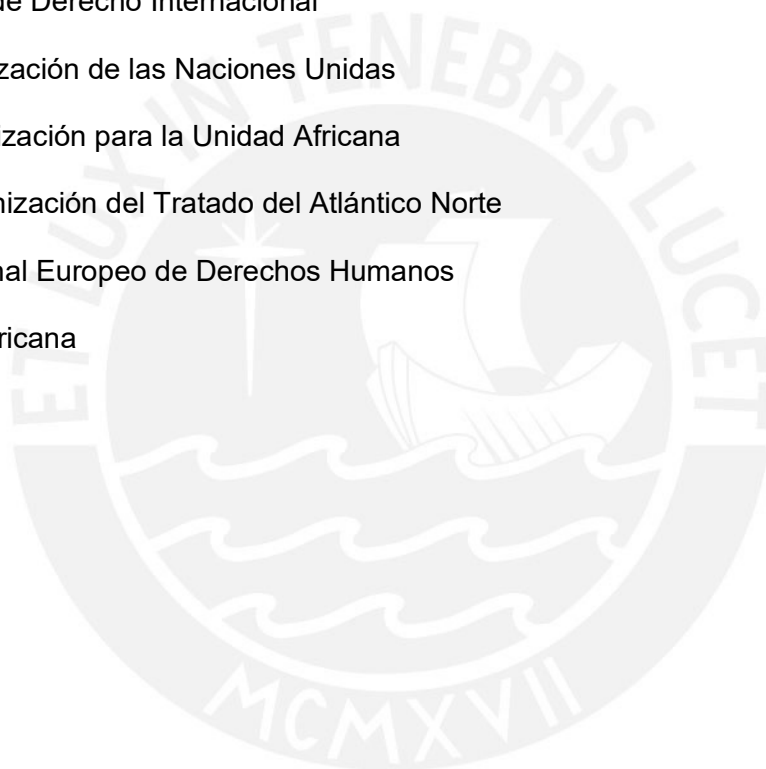 de Derecho Internacional
zación de las Naciones Unidas
ización para la Unidad Africana
nización del Tratado del Atlántico Norte
nal Europeo de Derechos Humanos
ricana
ET LUX IN TENEBRIS LUCET
MCMXVII